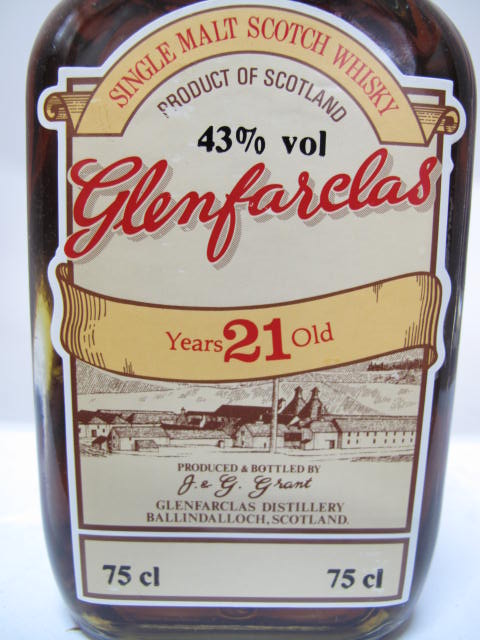 SINGLE MALT SCOTCH WHISKY
PRODUCT OF SCOTLAND
43% vol
Glenfarclas
Years 21 Old
PRODUCED & BOTTLED BY
J. & G. Grant
GLENFARCLAS DISTILLERY
BALLINDALLOCH, SCOTLAND.
75 cl 75 cl